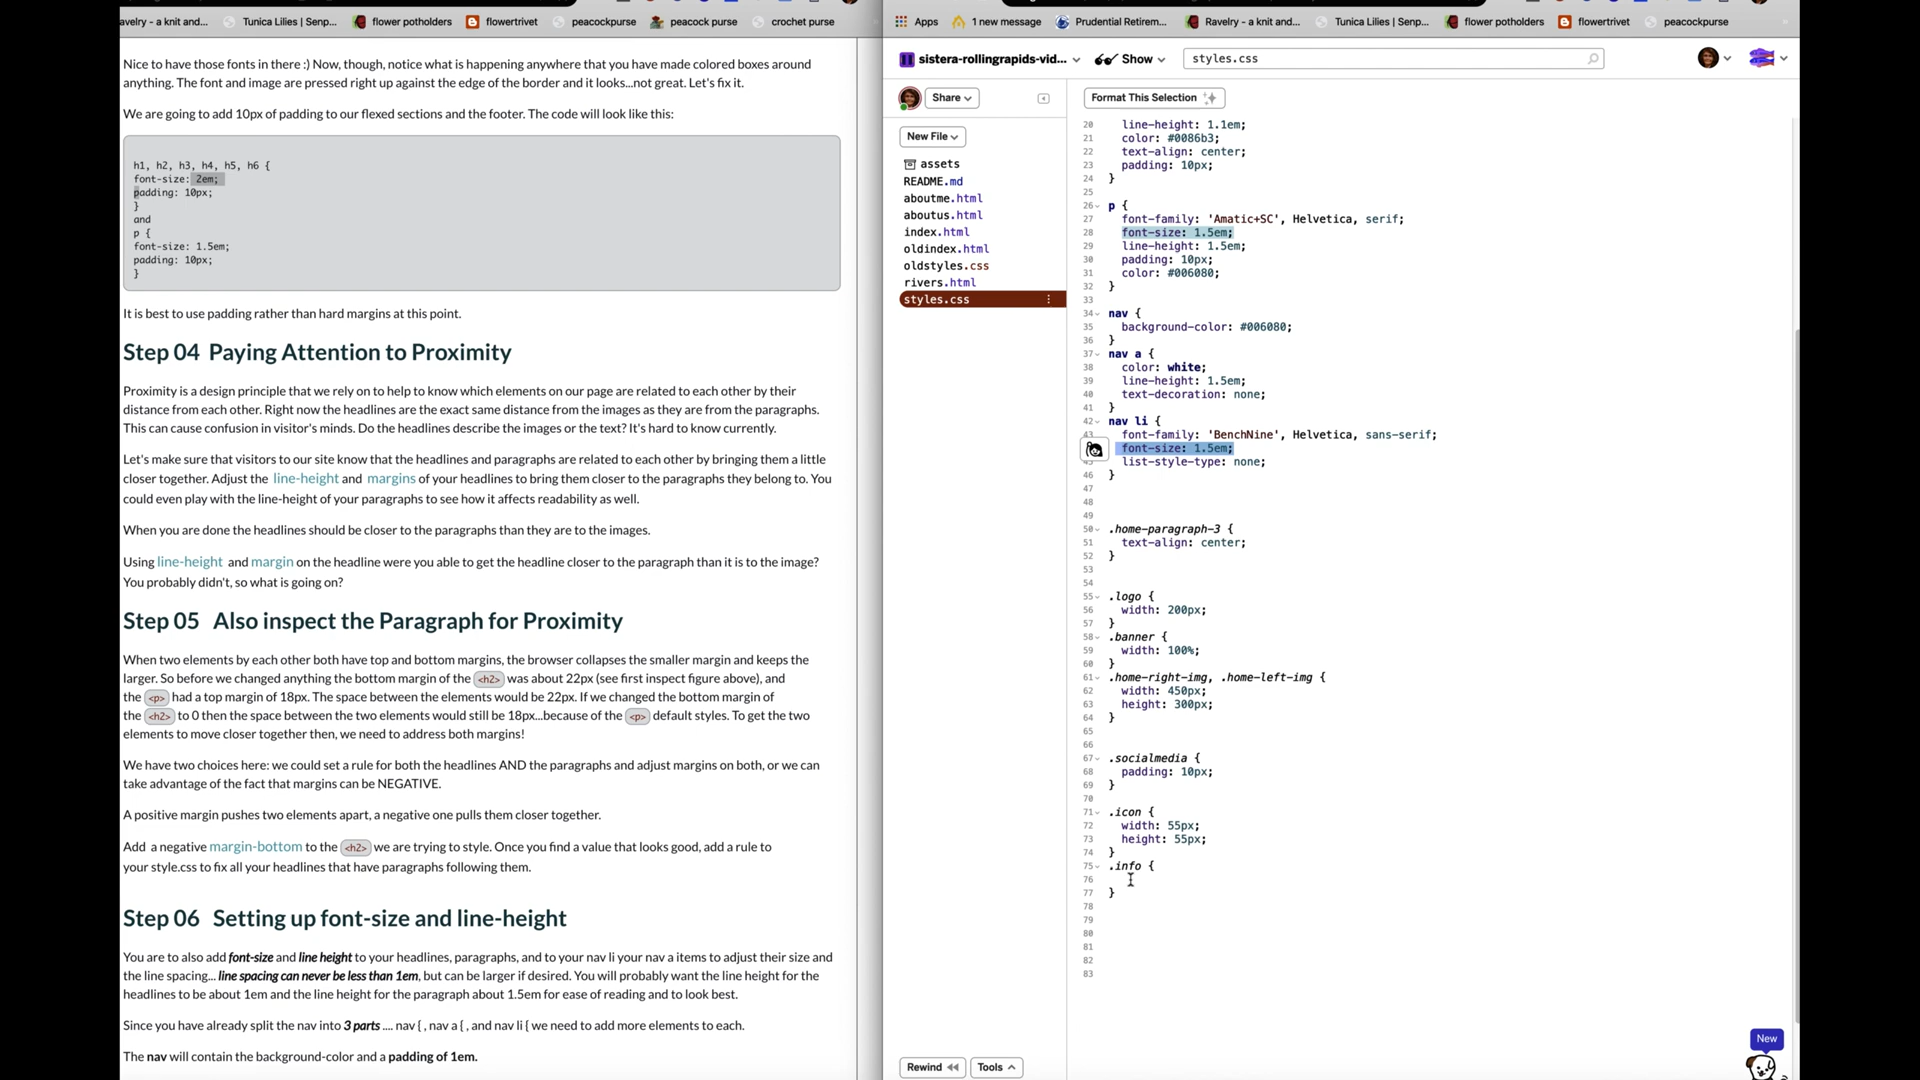 avelry - a knit and...
Tunica Lilies | Senp...
flower potholders
flowertrivet
peacockpurse
peacock purse
crochet purse
Nice to have those fonts in there :) Now, though, notice what is happening anywhere that you have made colored boxes around
anything. The font and image are pressed right up against the edge of the border and it looks...not great. Let's fix it.
We are going to add 10px of padding to our flexed sections and the footer. The code will look like this:
h1, h2, h3, h4, h5, h6 {
font-size: 2em;
padding: 10px;
}
and
p {
font-size: 1.5em;
padding: 10px;
}
It is best to use padding rather than hard margins at this point.
Step 04 Paying Attention to Proximity
Proximity is a design principle that we rely on to help to know which elements on our page are related to each other by their
distance from each other. Right now the headlines are the exact same distance from the images as they are from the paragraphs.
This can cause confusion in visitor's minds. Do the headlines describe the images or the text? It's hard to know currently.
Let's make sure that visitors to our site know that the headlines and paragraphs are related to each other by bringing them a little
closer together. Adjust the line-height and margins of your headlines to bring them closer to the paragraphs they belong to. You
could even play with the line-height of your paragraphs to see how it affects readability as well.
When you are done the headlines should be closer to the paragraphs than they are to the images.
Using line-height and margin on the headline were you able to get the headline closer to the paragraph than it is to the image?
You probably didn't, so what is going on?
Step 05 Also inspect the Paragraph for Proximity
When two elements by each other both have top and bottom margins, the browser collapses the smaller margin and keeps the
larger. So before we changed anything the bottom margin of the <h2> was about 22px (see first inspect figure above), and
the <p> had a top margin of 18px. The space between the elements would be 22px. If we changed the bottom margin of
the <h2> to 0 then the space between the two elements would still be 18px...because of the <p> default styles. To get the two
elements to move closer together then, we need to address both margins!
We have two choices here: we could set a rule for both the headlines AND the paragraphs and adjust margins on both, or we can
take advantage of the fact that margins can be NEGATIVE.
A positive margin pushes two elements apart, a negative one pulls them closer together.
Add a negative margin-bottom to the <h2> we are trying to style. Once you find a value that looks good, add a rule to
your style.css to fix all your headlines that have paragraphs following them.
Step 06 Setting up font-size and line-height
You are to also add font-size and line height to your headlines, paragraphs, and to your nav li your nav a items to adjust their size and
the line spacing... line spacing can never be less than 1em, but can be larger if desired. You will probably want the line height for the
headlines to be about 1em and the line height for the paragraph about 1.5em for ease of reading and to look best.
Since you have already split the nav into 3 parts .... nav { , nav a { , and nav li { we need to add more elements to each.
The nav will contain the background-color and a padding of 1em.
Apps
1 new message
Prudential Retirem...
Ravelry - a knit and...
Tunica Lilies | Senp...
flower potholders
flowertrivet
peacockpurse
sistera-rollingrapids-vid...
Show
styles.css
Share
Format This Selection
New File
assets
README.md
aboutme.html
aboutus.html
index.html
oldindex.html
oldstyles.css
rivers.html
styles.css
20 line-height: 1.1em;
21 color: #0086b3;
22 text-align: center;
23 padding: 10px;
24 }
25
26 p {
27 font-family: 'Amatic+SC', Helvetica, serif;
28 font-size: 1.5em;
29 line-height: 1.5em;
30 padding: 10px;
31 color: #006080;
32 }
33
34 nav {
35 background-color: #006080;
36 }
37 nav a {
38 color: white;
39 line-height: 1.5em;
40 text-decoration: none;
41 }
42 nav li {
43 font-family: 'BenchNine', Helvetica, sans-serif;
font-size: 1.5em;
list-style-type: none;
46 }
47
48
49
50 .home-paragraph-3 {
51 text-align: center;
52 }
53
54
55 .logo {
56 width: 200px;
57 }
58 .banner {
59 width: 100%;
60 }
61 .home-right-img, .home-left-img {
62 width: 450px;
63 height: 300px;
64 }
65
66
67 .socialmedia {
68 padding: 10px;
69 }
70
71 .icon {
72 width: 55px;
73 height: 55px;
74 }
75 .info {
76
77 }
78
79
80
81
82
83
Rewind
Tools
New